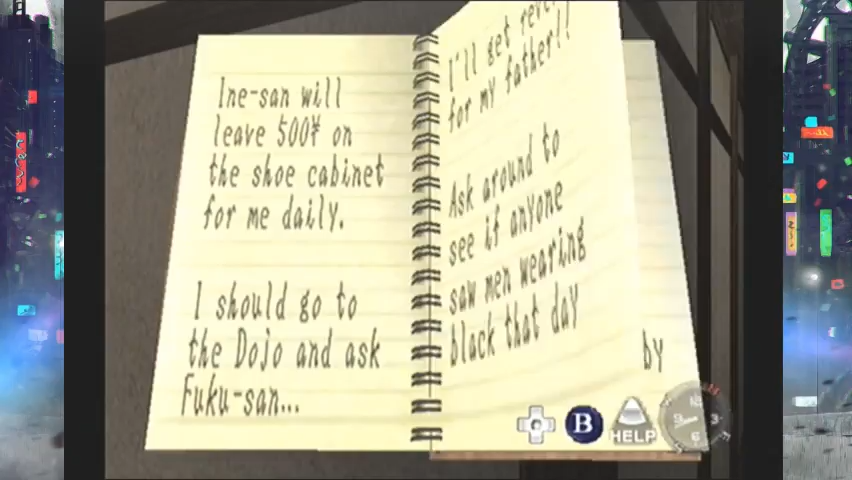 Ine-san will
leave 500¥ on
the shoe cabinet
for me daily.
I should go to
the Dojo and ask
Fuku-san...
I'll get
for my father!!
Ask around to
see if anyone
saw men wearing
black that day
by
B
HELP